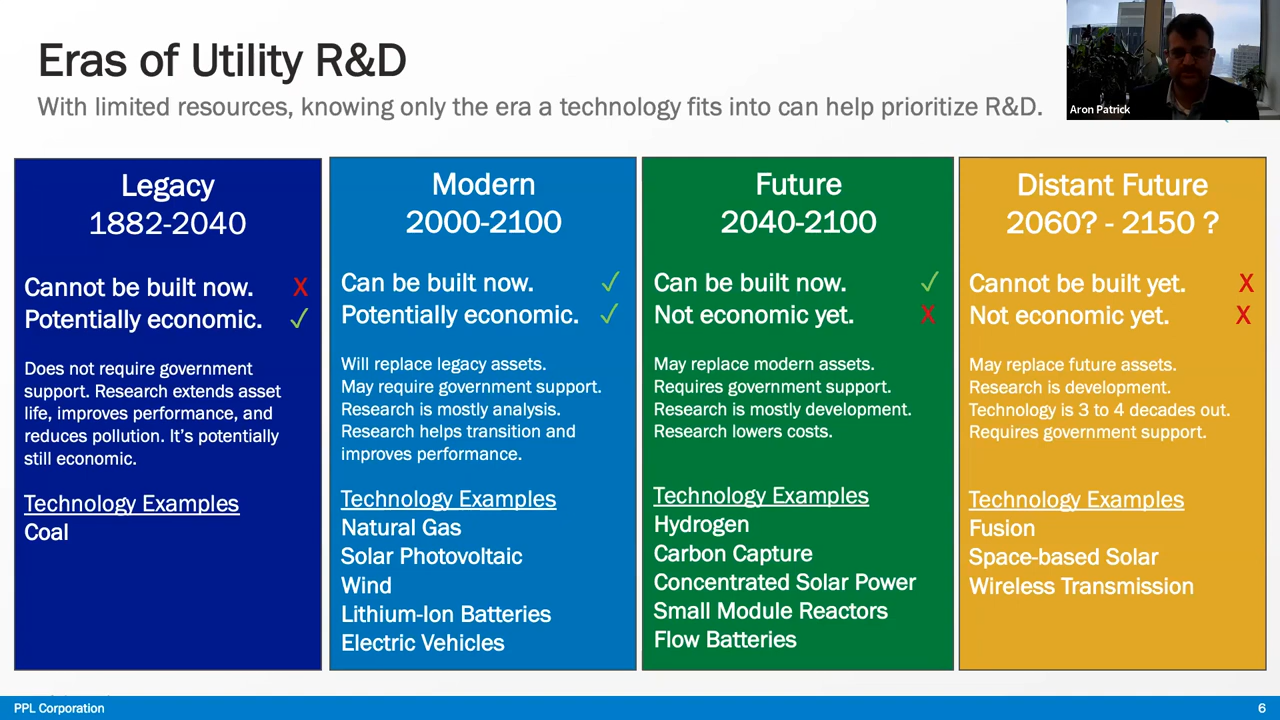 Eras of Utility R&D
With limited resources, knowing only the era a technology fits into can help prioritize R&D.
Aron Patrick
Legacy
1882-2040
Cannot be built now. X
Potentially economic. ✓
Does not require government
support. Research extends asset
life, improves performance, and
reduces pollution. It’s potentially
still economic.
Technology Examples
Coal
Modern
2000-2100
Can be built now. ✓
Potentially economic. ✓
Will replace legacy assets.
May require government support.
Research is mostly analysis.
Research helps transition and
improves performance.
Technology Examples
Natural Gas
Solar Photovoltaic
Wind
Lithium-Ion Batteries
Electric Vehicles
Future
2040-2100
Can be built now. ✓
Not economic yet. X
May replace modern assets.
Requires government support.
Research is mostly development.
Research lowers costs.
Technology Examples
Hydrogen
Carbon Capture
Concentrated Solar Power
Small Module Reactors
Flow Batteries
Distant Future
2060? - 2150 ?
Cannot be built yet. X
Not economic yet. X
May replace future assets.
Research is development.
Technology is 3 to 4 decades out.
Requires government support.
Technology Examples
Fusion
Space-based Solar
Wireless Transmission
PPL Corporation
6